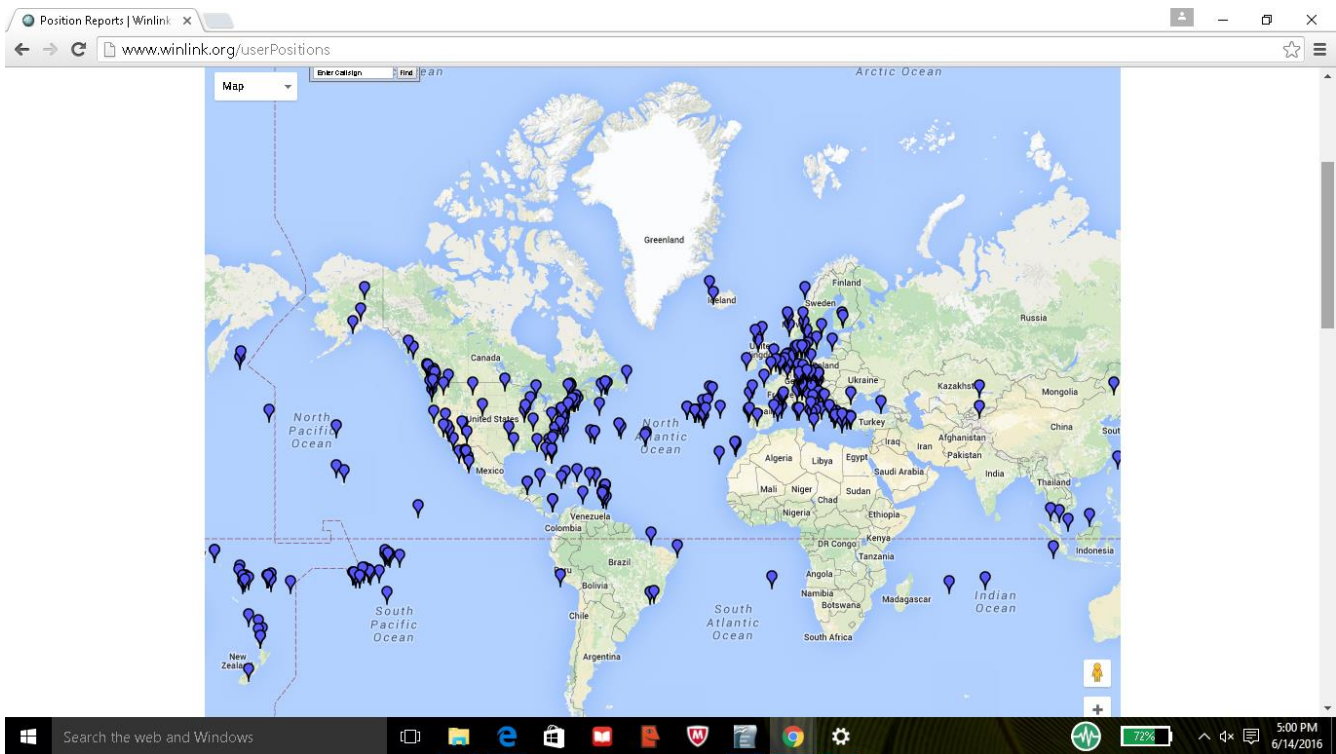 Position Reports | Winlink
www.winlink.org/userPositions
Map
Enter Callsign
Find
ean
Arctic Ocean
Greenland
Finland
Iceland
Sweden
Russia
Canada
Ukraine
Kazakhst
Mongolia
North
Pacific
Ocean
United States
North
Atlantic
Ocean
Turkey
China
Sout
Iraq
Iran
Afghanistan
Pakistan
Algeria
Libya
Egypt
Saudi Arabia
India
Thailand
Mexico
Mali
Niger
Chad
Sudan
Nigeria
Ethiopia
Venezuela
Colombia
DR Congo
Kenya
Tanzania
Indonesia
Brazil
Peru
Bolivia
Angola
Namibia
Botswana
Madagascar
Indian
Ocean
South
Pacific
Ocean
Chile
South
Atlantic
Ocean
South Africa
New
Zeala
Argentina
Search the web and Windows
72%
5:00 PM
6/14/2016